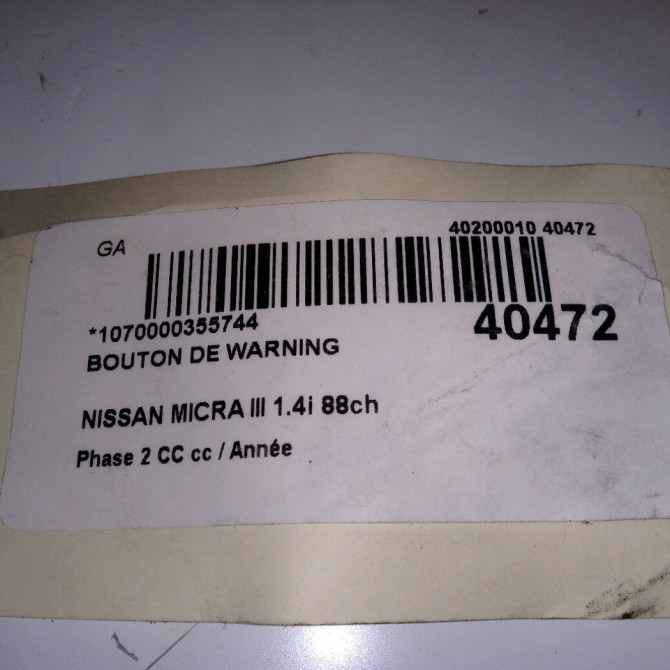 GA
40200010 40472
*1070000355744
40472
BOUTON DE WARNING
NISSAN MICRA III 1.4i 88ch
Phase 2 CC cc / Année